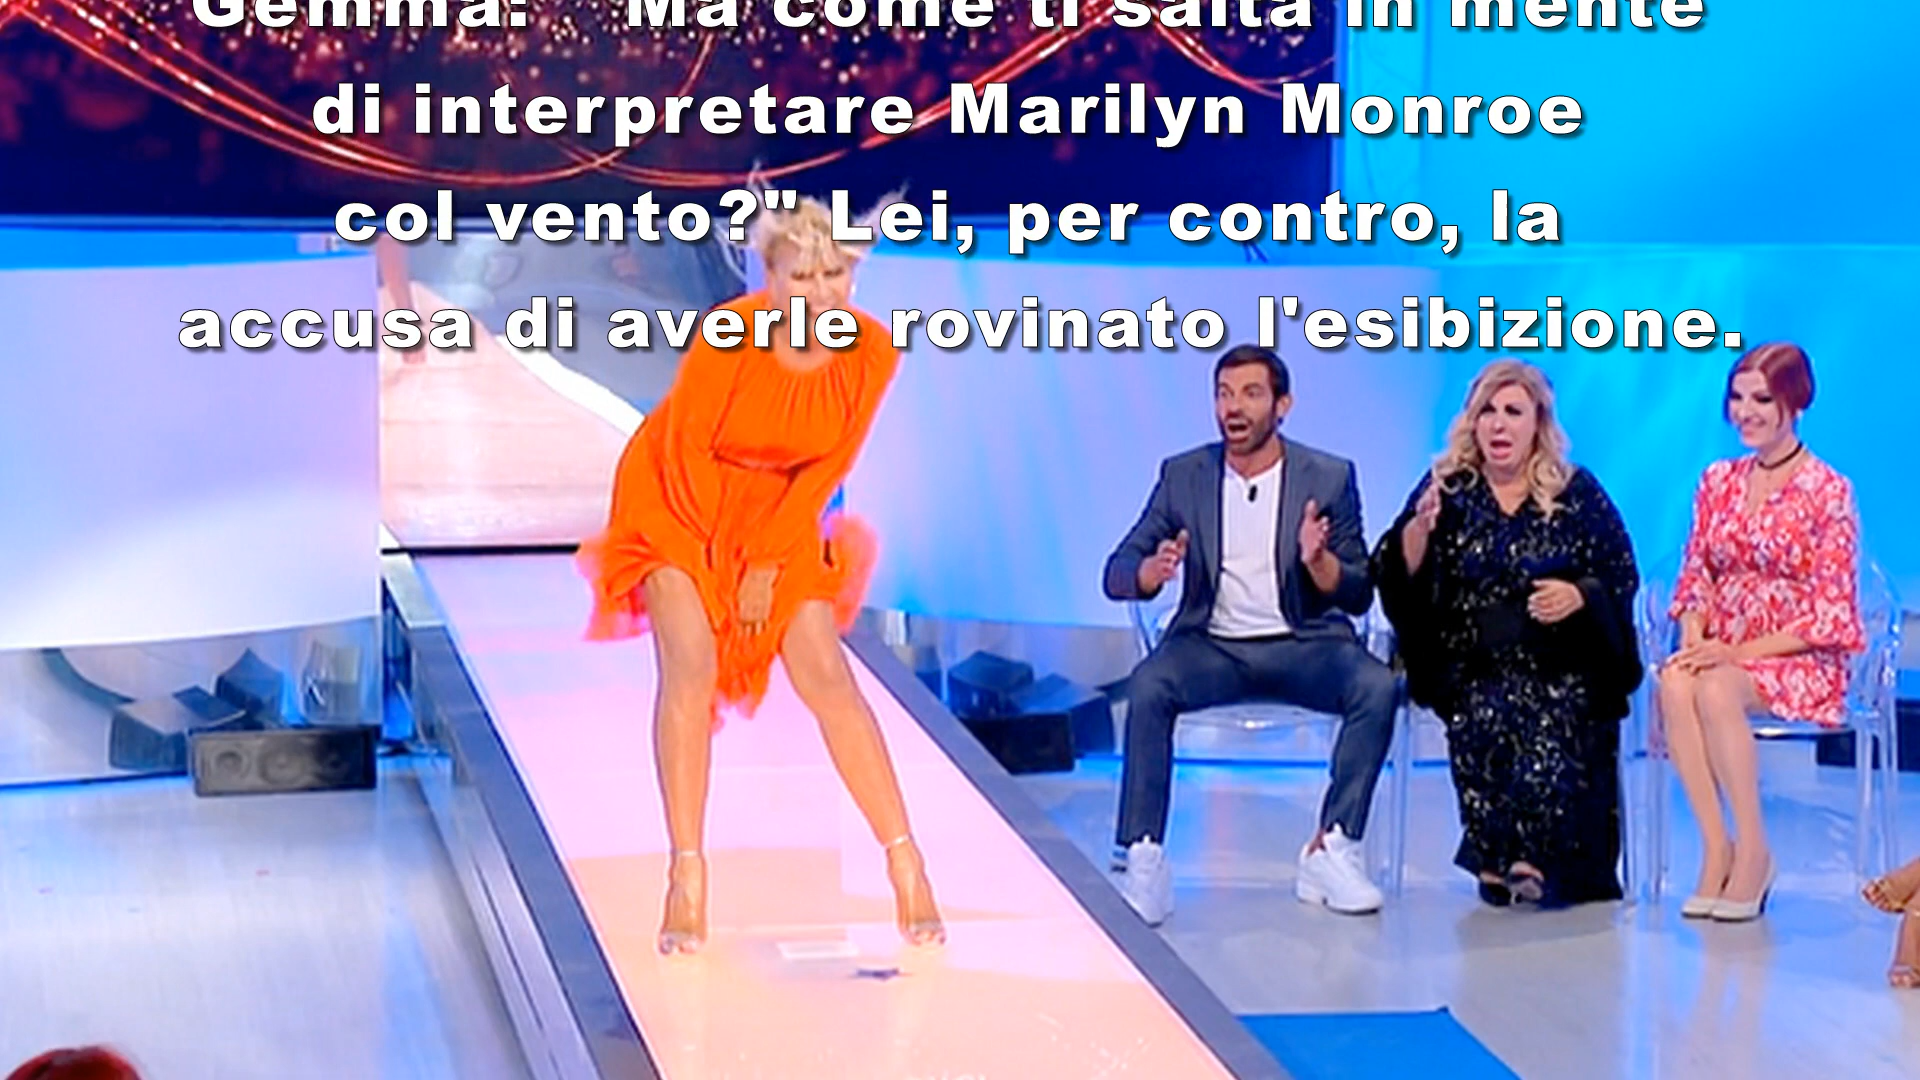 Gemma: "Ma come ti salta in mente
di interpretare Marilyn Monroe
col vento?" Lei, per contro, la
accusa di averle rovinato l'esibizione.